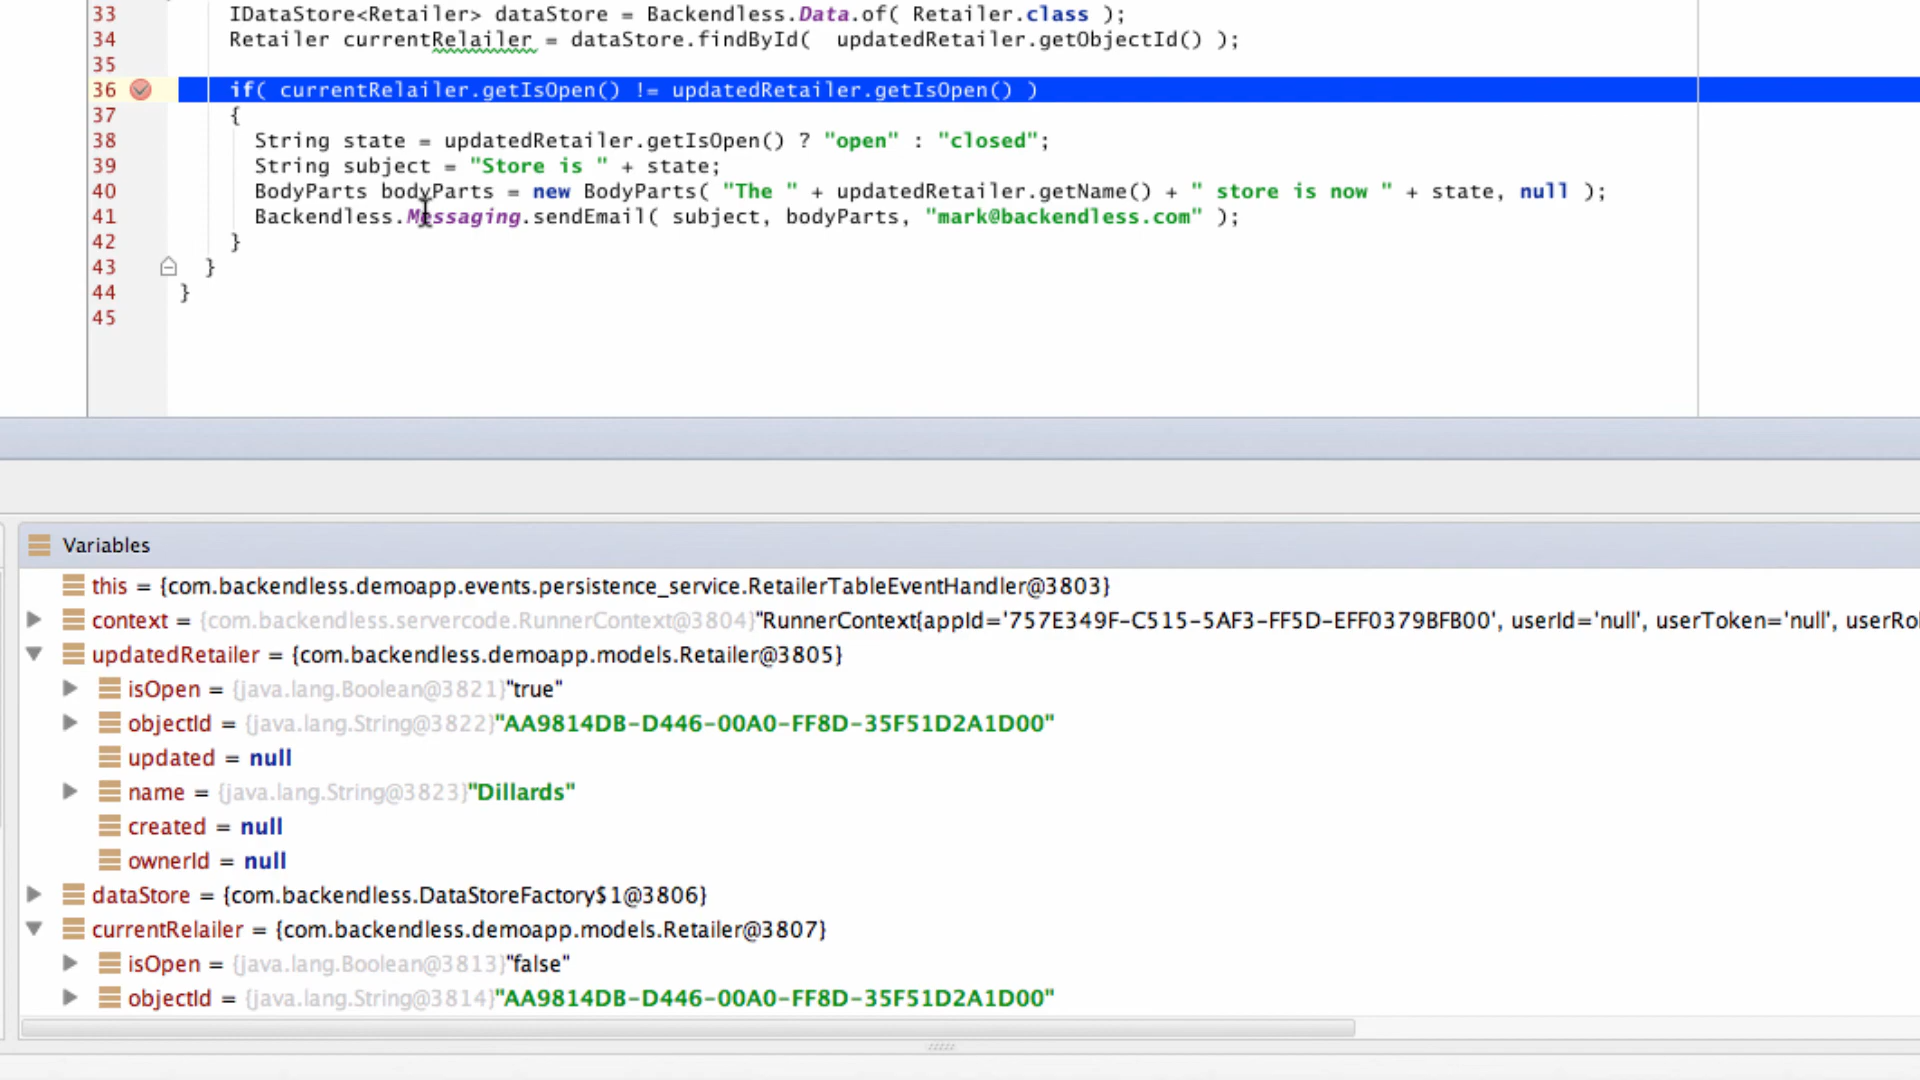 33 IDataStore<Retailer> dataStore = Backendless.Data.of( Retailer.class );
34 Retailer currentRelailer = dataStore.findById(  updatedRetailer.getObjectId() );
35
36 if( currentRelailer.getIsOpen() != updatedRetailer.getIsOpen() )
37 {
38 String state = updatedRetailer.getIsOpen() ? "open" : "closed";
39 String subject = "Store is " + state;
40 BodyParts bodyParts = new BodyParts( "The " + updatedRetailer.getName() + " store is now " + state, null );
41 Backendless.Messaging.sendEmail( subject, bodyParts, "mark@backendless.com" );
42 }
43 }
44 }
45
Variables
this = {com.backendless.demoapp.events.persistence_service.RetailerTableEventHandler@3803}
context = {com.backendless.servercode.RunnerContext@3804}"RunnerContext{appId='757E349F-C515-5AF3-FF5D-EFF0379BFB00', userId='null', userToken='null', userRol
updatedRetailer = {com.backendless.demoapp.models.Retailer@3805}
isOpen = {java.lang.Boolean@3821}"true"
objectId = {java.lang.String@3822}"AA9814DB-D446-00A0-FF8D-35F51D2A1D00"
updated = null
name = {java.lang.String@3823}"Dillards"
created = null
ownerId = null
dataStore = {com.backendless.DataStoreFactory$1@3806}
currentRelailer = {com.backendless.demoapp.models.Retailer@3807}
isOpen = {java.lang.Boolean@3813}"false"
objectId = {java.lang.String@3814}"AA9814DB-D446-00A0-FF8D-35F51D2A1D00"